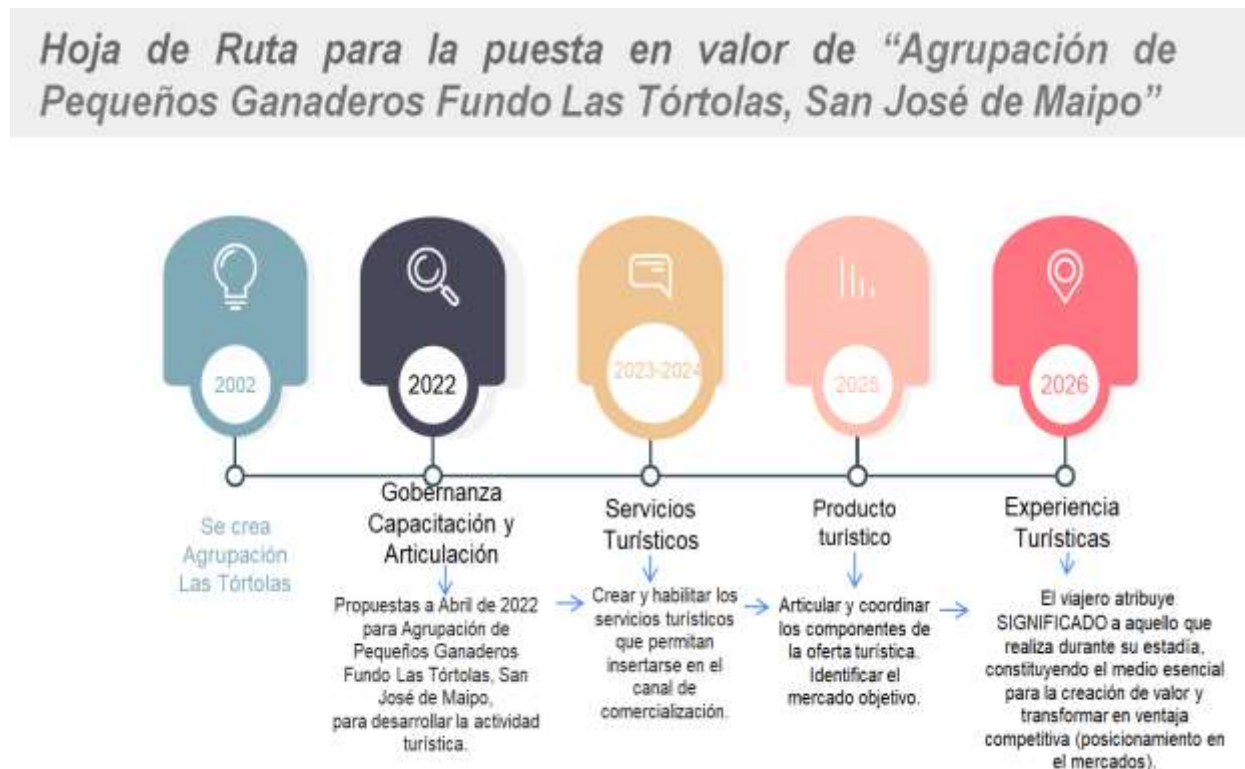 Hoja de Ruta para la puesta en valor de “Agrupación de
Pequeños Ganaderos Fundo Las Tórtolas, San José de Maipo”
2002
2022
2023-2024
2025
2026
Se crea
Agrupación
Las Tórtolas
Gobernanza
Capacitación y
Articulación
Propuestas a Abril de 2022
para Agrupación de
Pequeños Ganaderos
Fundo Las Tórtolas, San
José de Maipo,
para desarrollar la actividad
turística.
Servicios
Turísticos
Crear y habilitar los
servicios turísticos
que permitan
insertarse en el
canal de
comercialización.
Producto
turístico
Articular y coordinar
los componentes de
la oferta turística.
Identificar el
mercado objetivo.
Experiencia
Turísticas
El viajero atribuye
SIGNIFICADO a aquello que
realiza durante su estadía,
constituyendo el medio esencial
para la creación de valor y
transformar en ventaja
competitiva (posicionamiento en
el mercados).